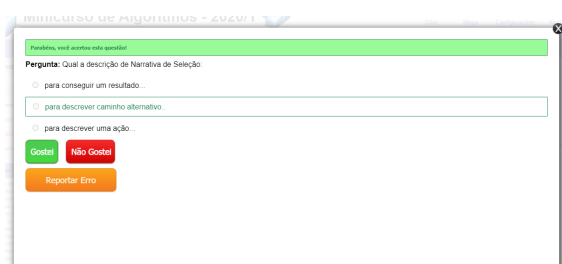 Minicurso de Algoritmos - 2020/1
X
Parabéns, você acertou esta questão!
Pergunta: Qual a descrição de Narrativa de Seleção:
para conseguir um resultado...
para descrever caminho alternativo..
para descrever uma ação...
Gostei Não Gostei
Reportar Erro